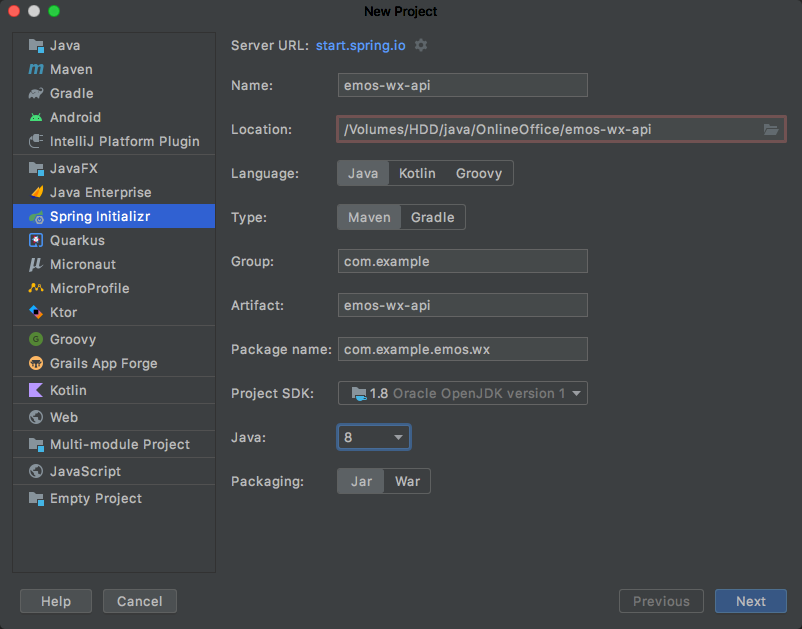 New Project
Java
Maven
Gradle
Android
IntelliJ Platform Plugin
JavaFX
Java Enterprise
Spring Initializr
Quarkus
Micronaut
MicroProfile
Ktor
Groovy
Grails App Forge
Kotlin
Web
Multi-module Project
JavaScript
Empty Project
Server URL: start.spring.io
Name: emos-wx-api
Location: /Volumes/HDD/java/OnlineOffice/emos-wx-api
Language: Java Kotlin Groovy
Type: Maven Gradle
Group: com.example
Artifact: emos-wx-api
Package name: com.example.emos.wx
Project SDK: 1.8 Oracle OpenJDK version 1
Java: 8
Packaging: Jar War
Help Cancel Previous Next